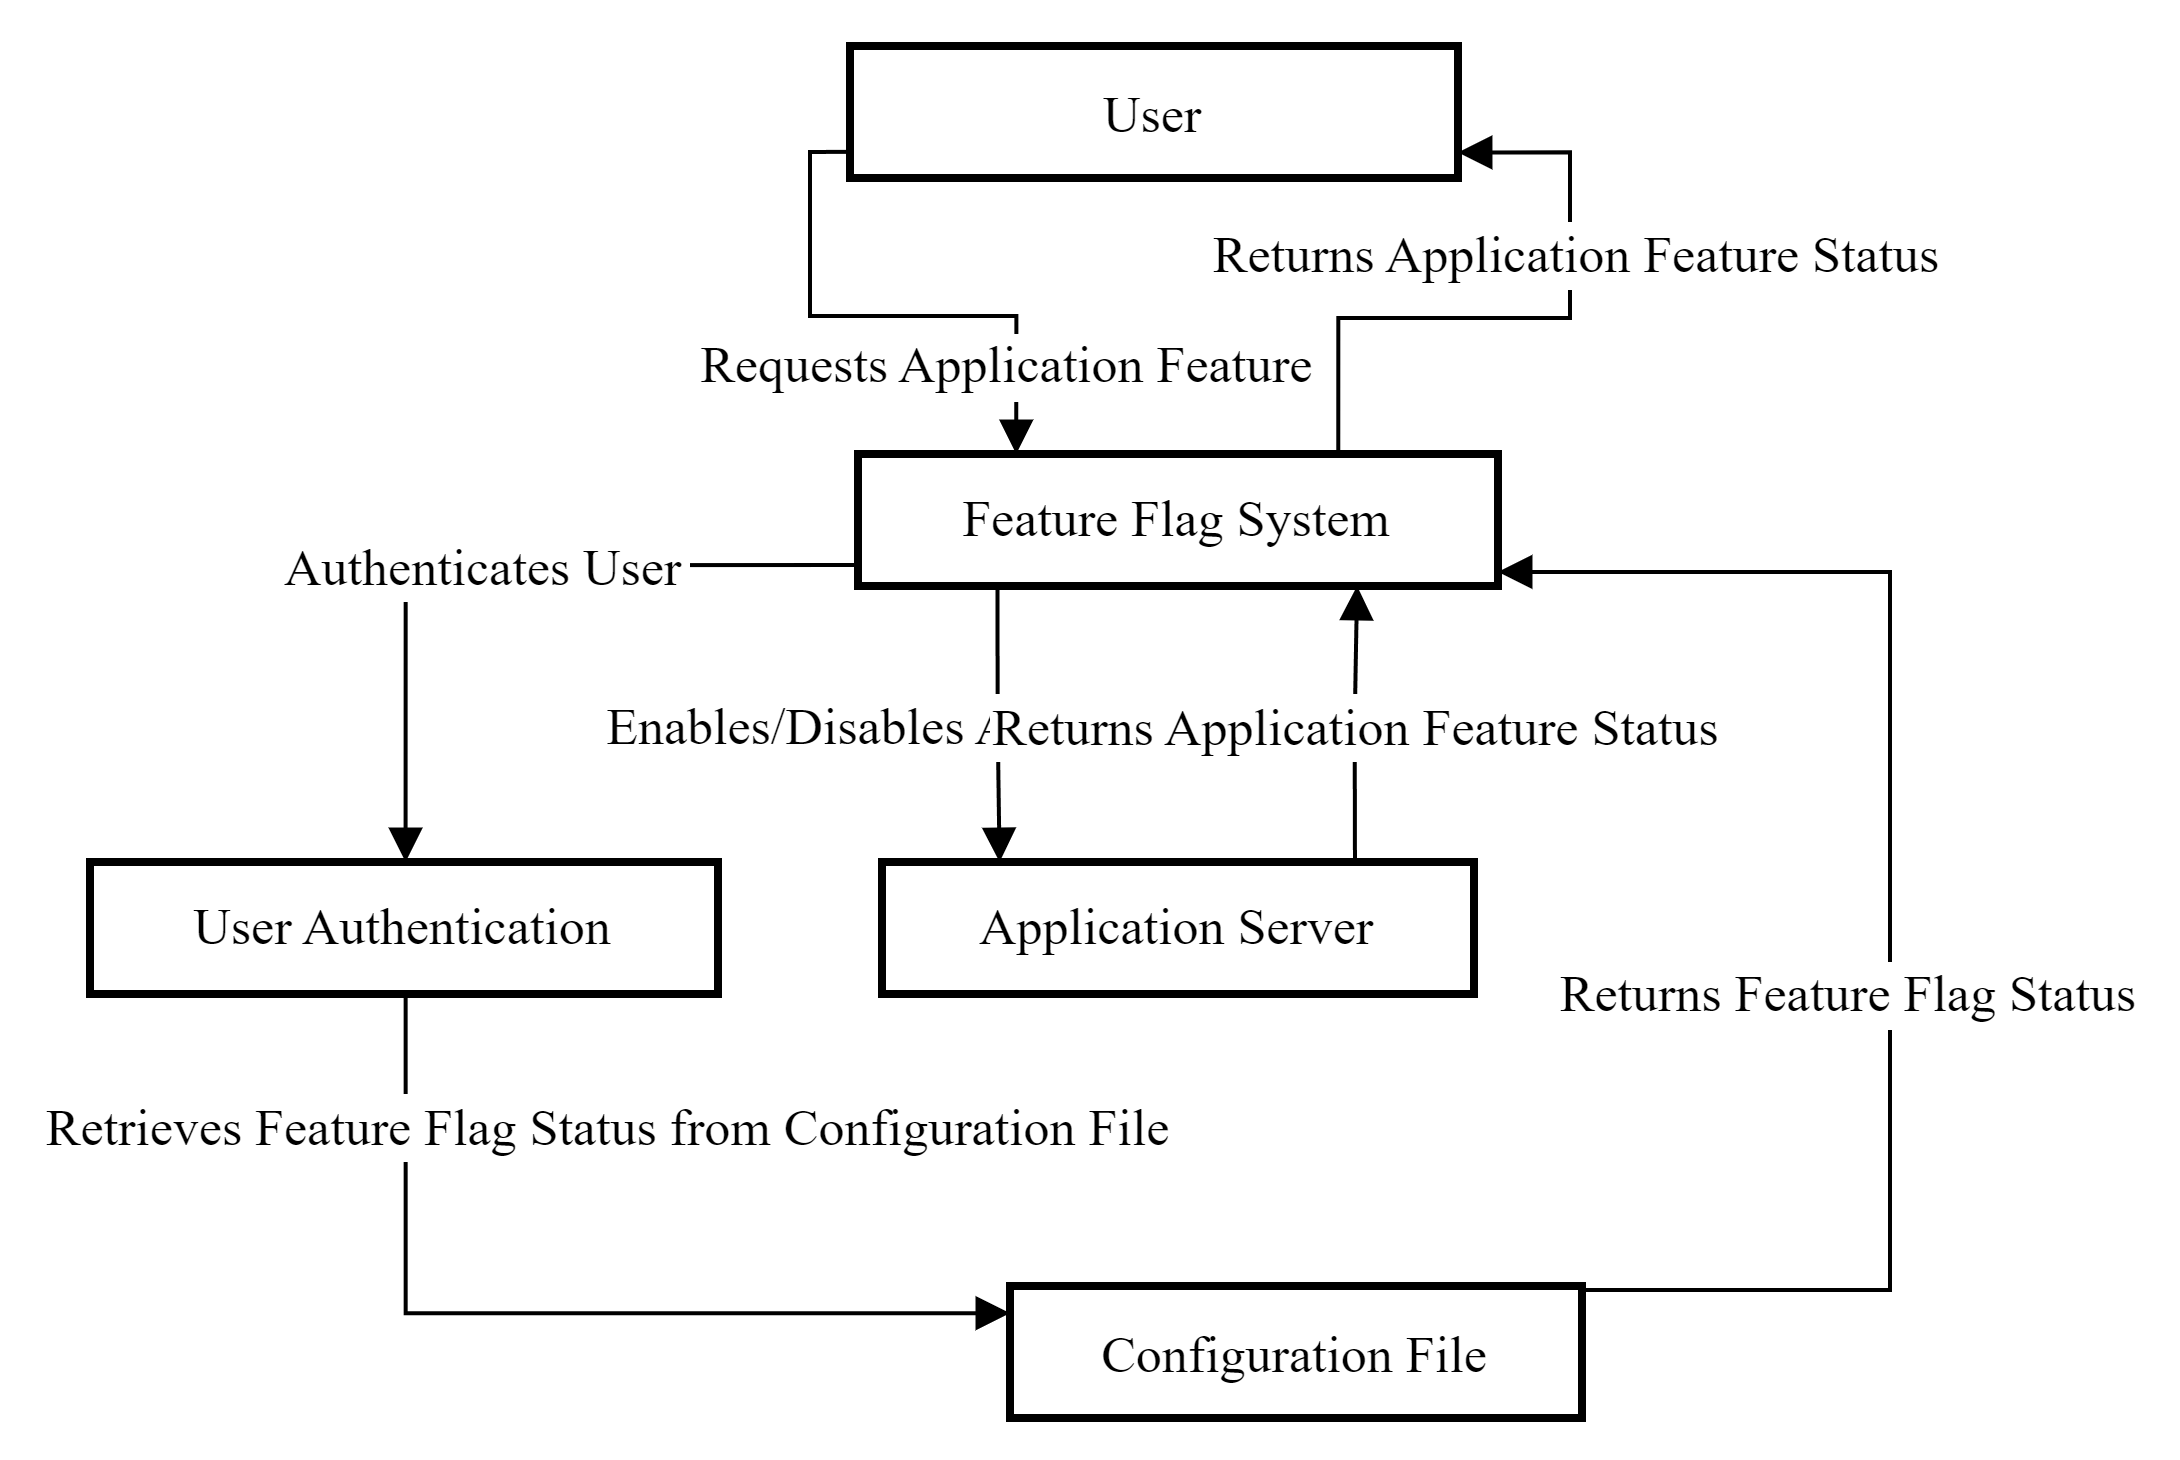 User
Returns Application Feature Status
Requests Application Feature
Feature Flag System
Authenticates User
Enables/Disables
Returns Application Feature Status
User Authentication
Application Server
Returns Feature Flag Status
Retrieves Feature Flag Status from Configuration File
Configuration File